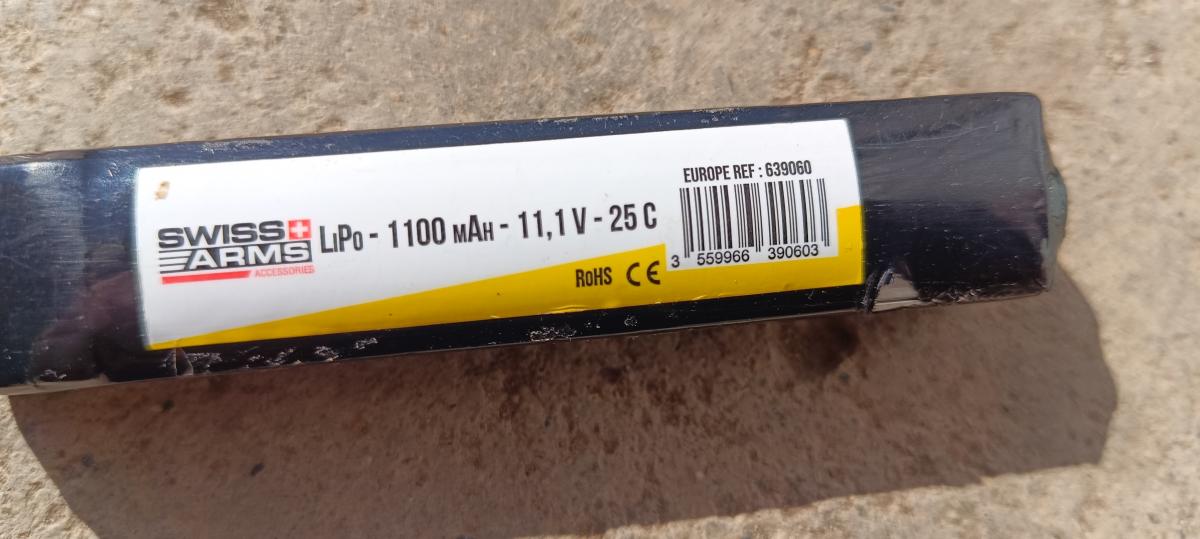 EUROPE REF : 639060
SWISS
ARMS
ACCESSORIES
LiPo - 1100 mAh - 11,1 V - 25 C
3 559966 390603
RoHS CE